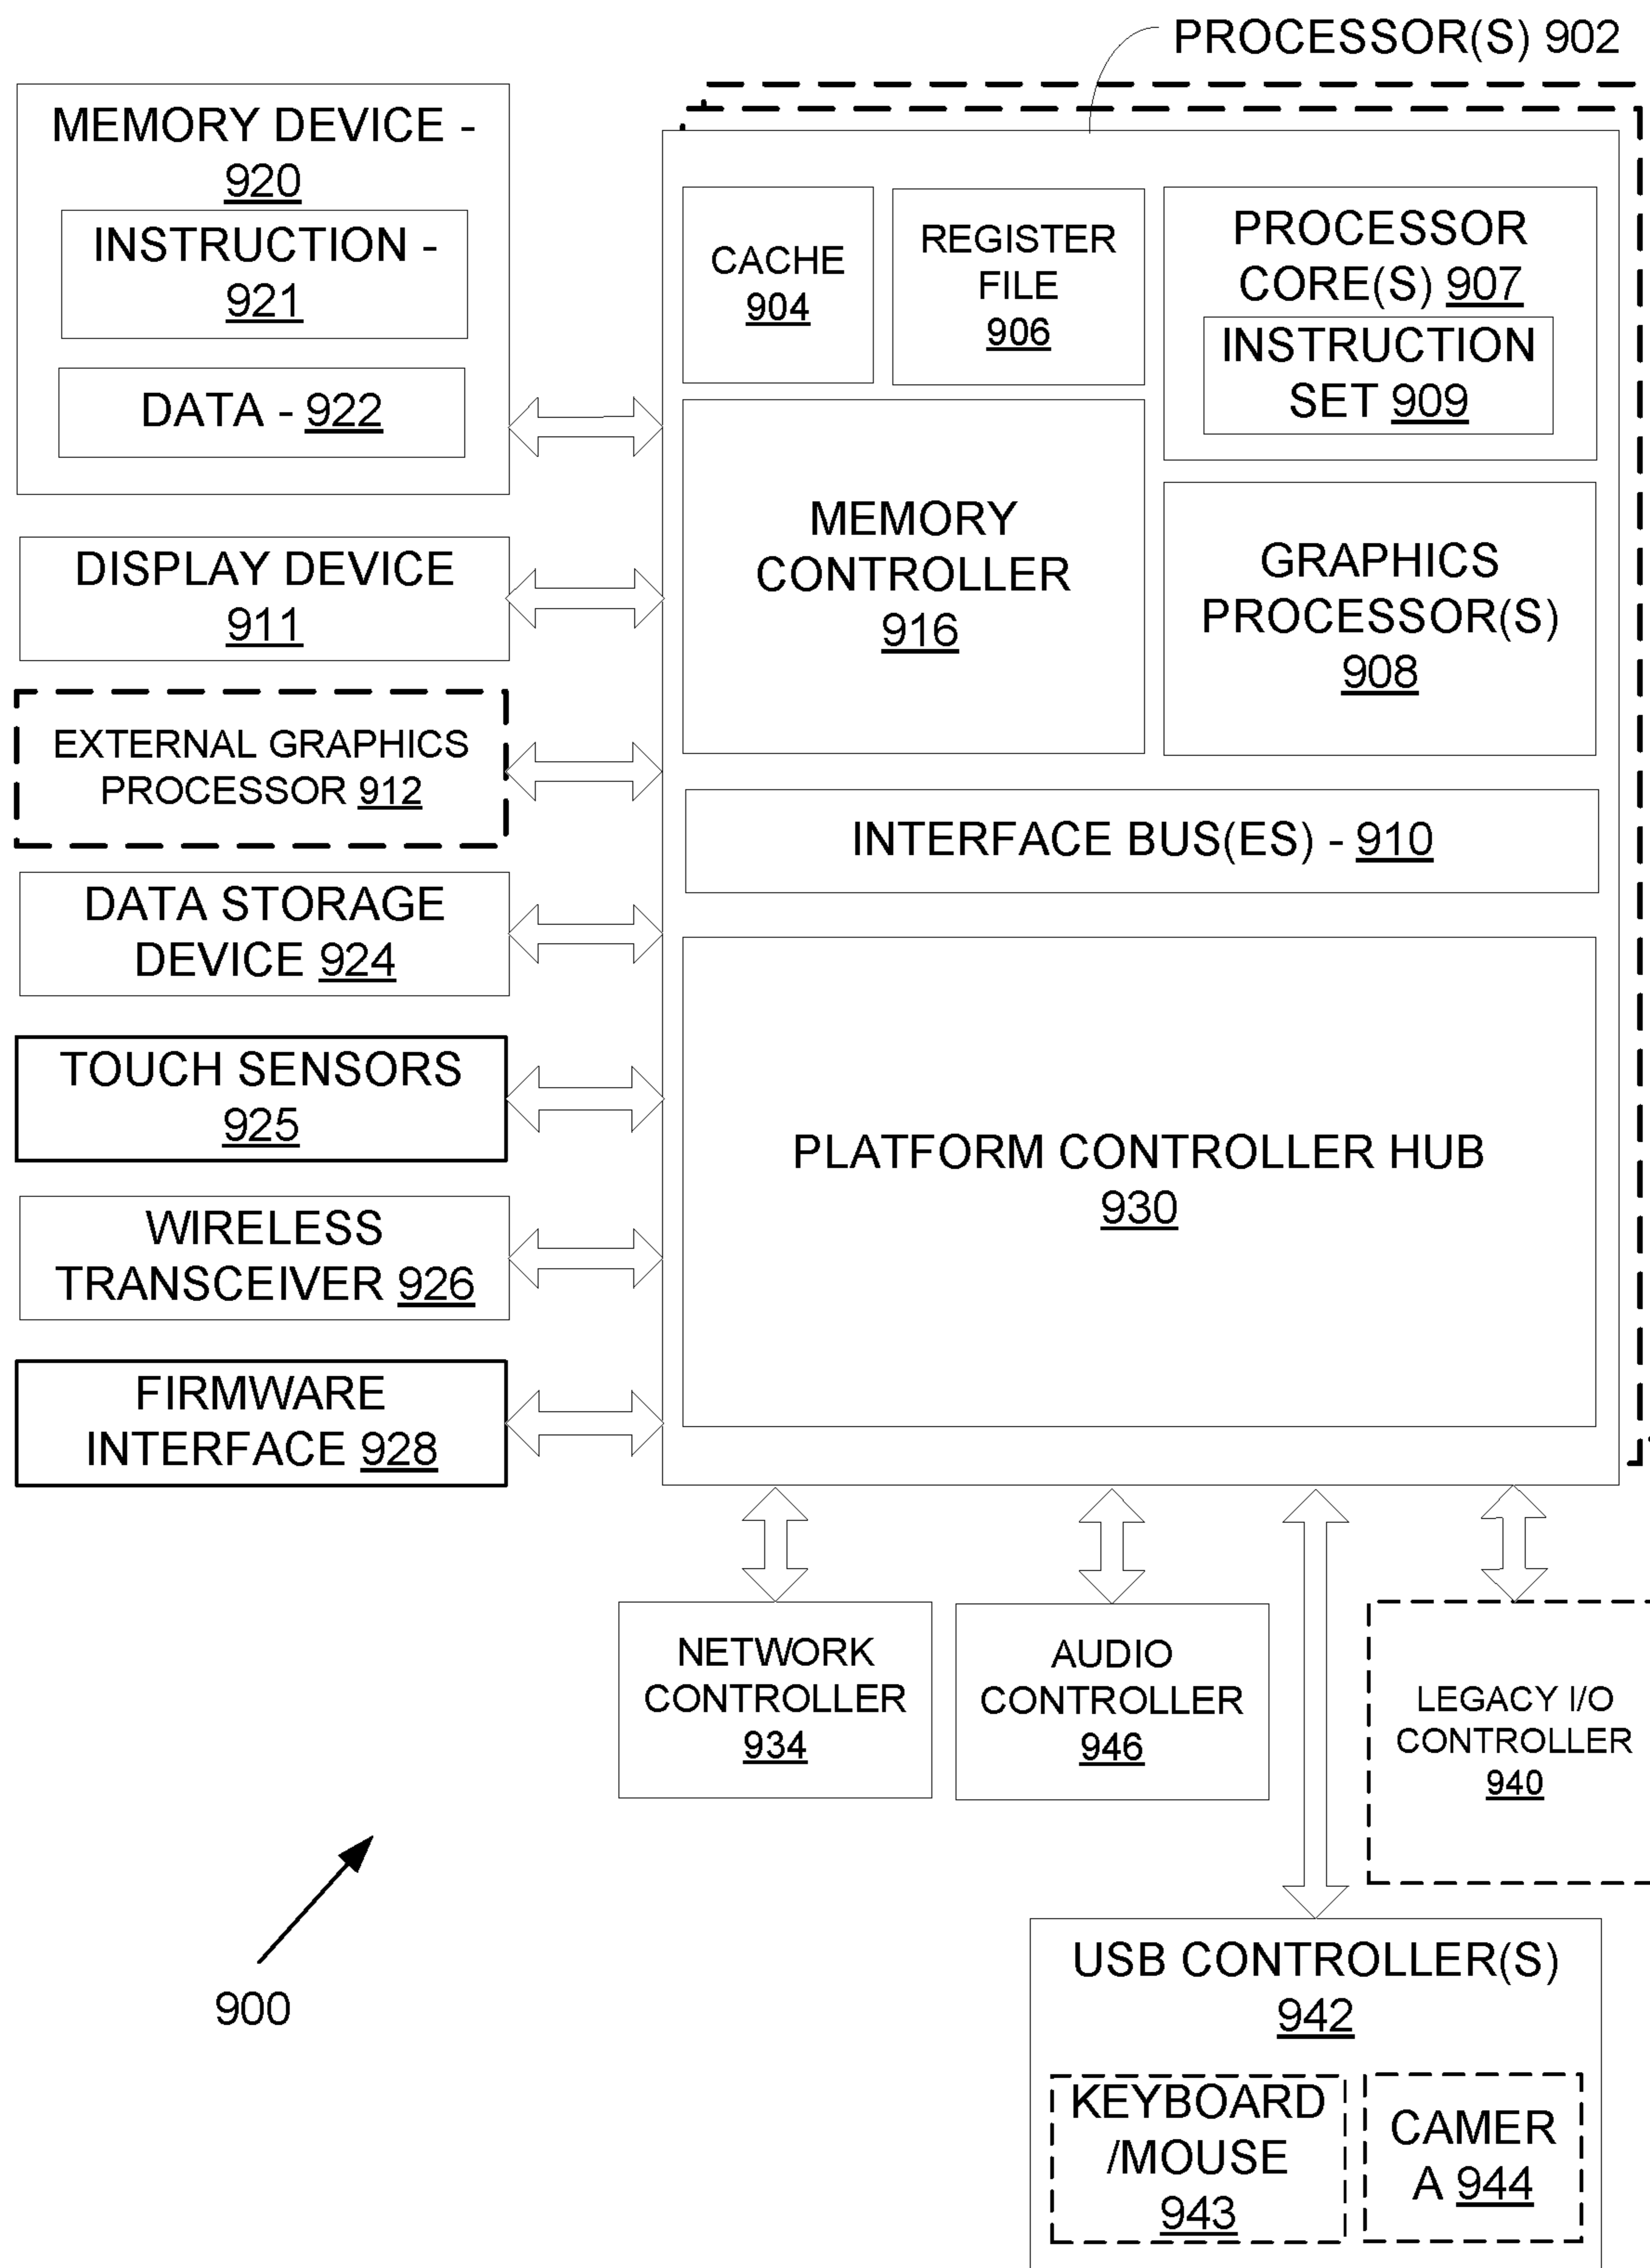 PROCESSOR(S) 902
MEMORY DEVICE -
920
INSTRUCTION -
921
DATA - 922
DISPLAY DEVICE
911
EXTERNAL GRAPHICS
PROCESSOR 912
DATA STORAGE
DEVICE 924
TOUCH SENSORS
925
WIRELESS
TRANSCEIVER 926
FIRMWARE
INTERFACE 928
CACHE
904
REGISTER
FILE
906
PROCESSOR
CORE(S) 907
INSTRUCTION
SET 909
MEMORY
CONTROLLER
916
GRAPHICS
PROCESSOR(S)
908
INTERFACE BUS(ES) - 910
PLATFORM CONTROLLER HUB
930
NETWORK
CONTROLLER
934
AUDIO
CONTROLLER
946
LEGACY I/O
CONTROLLER
940
900
USB CONTROLLER(S)
942
KEYBOARD
/MOUSE
943
CAMER
A 944